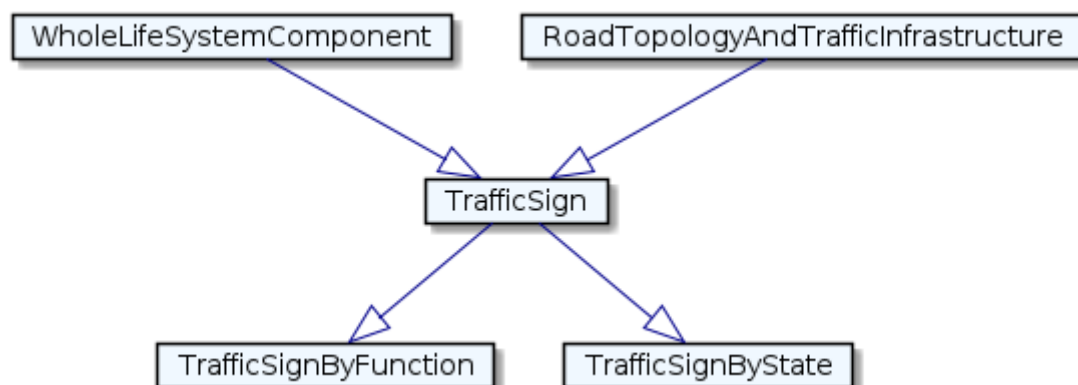 WholeLifeSystemComponent
RoadTopologyAndTrafficInfrastructure
TrafficSign
TrafficSignByFunction
TrafficSignByState